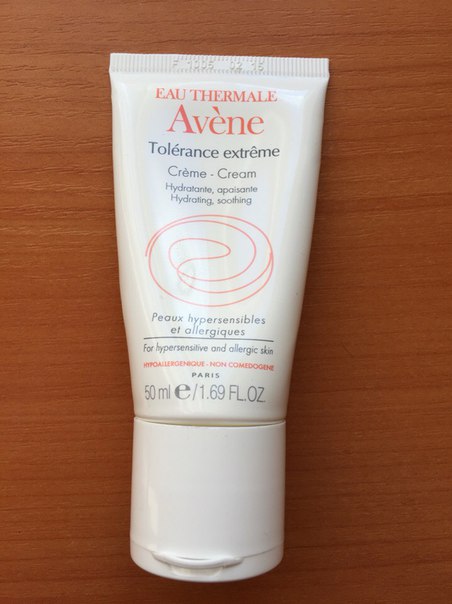 EAU THERMALE
Avène
Tolérance extrême
Crème - Cream
Hydratante, apaisante
Hydrating, soothing
Peaux hypersensibles
et allergiques
For hypersensitive and allergic skin
HYPOALLERGENIQUE - NON COMEDOGENE
PARIS
50 ml e/1.69 FL.OZ.